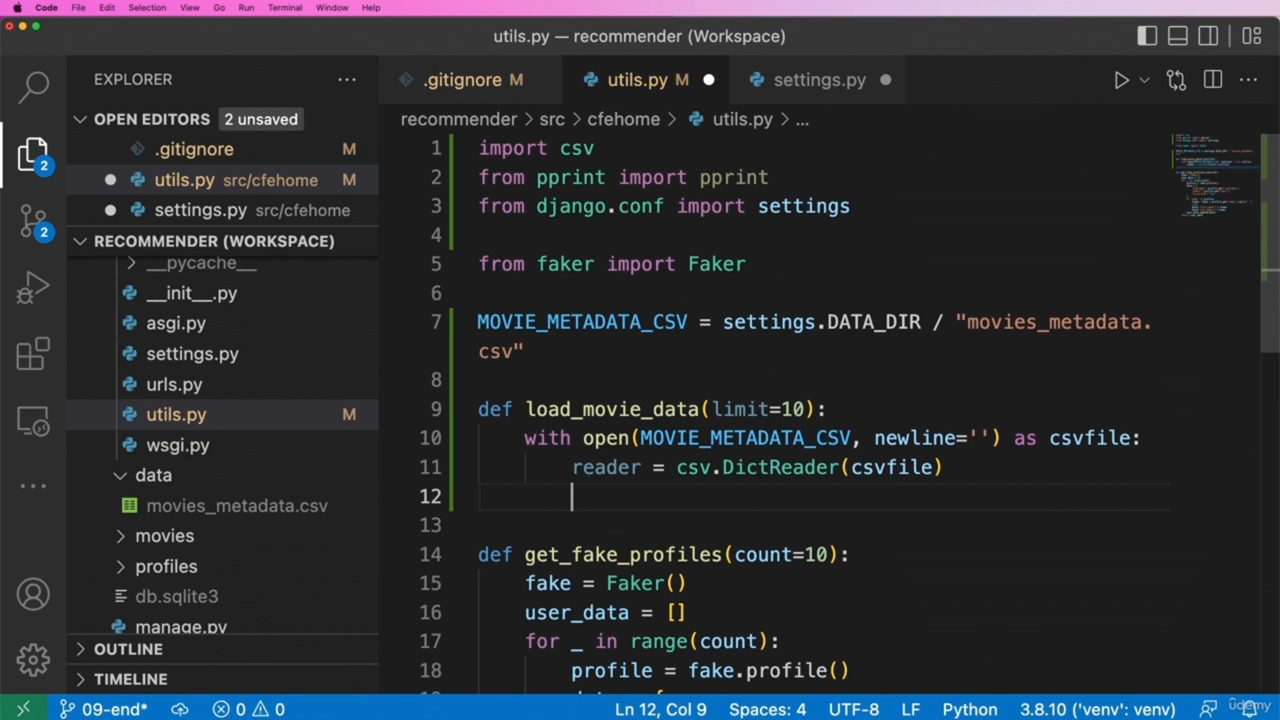 Code File Edit Selection View Go Run Terminal Window Help
utils.py — recommender (Workspace)
EXPLORER
.gitignore M
utils.py M
settings.py
OPEN EDITORS 2 unsaved
recommender > src > cfehome > utils.py > ...
.gitignore M
utils.py src/cfehome M
settings.py src/cfehome
RECOMMENDER (WORKSPACE)
__pycache__
__init__.py
asgi.py
settings.py
urls.py
utils.py M
wsgi.py
data
movies_metadata.csv
movies
profiles
db.sqlite3
manage.py
OUTLINE
TIMELINE
2
2
1 import csv
2 from pprint import pprint
3 from django.conf import settings
4
5 from faker import Faker
6
7 MOVIE_METADATA_CSV = settings.DATA_DIR / "movies_metadata.
csv"
8
9 def load_movie_data(limit=10):
10 with open(MOVIE_METADATA_CSV, newline='') as csvfile:
11 reader = csv.DictReader(csvfile)
12
13
14 def get_fake_profiles(count=10):
15 fake = Faker()
16 user_data = []
17 for _ in range(count):
18 profile = fake.profile()
09-end* 0 0 Ln 12, Col 9 Spaces: 4 UTF-8 LF Python 3.8.10 ('venv': venv)
udemy